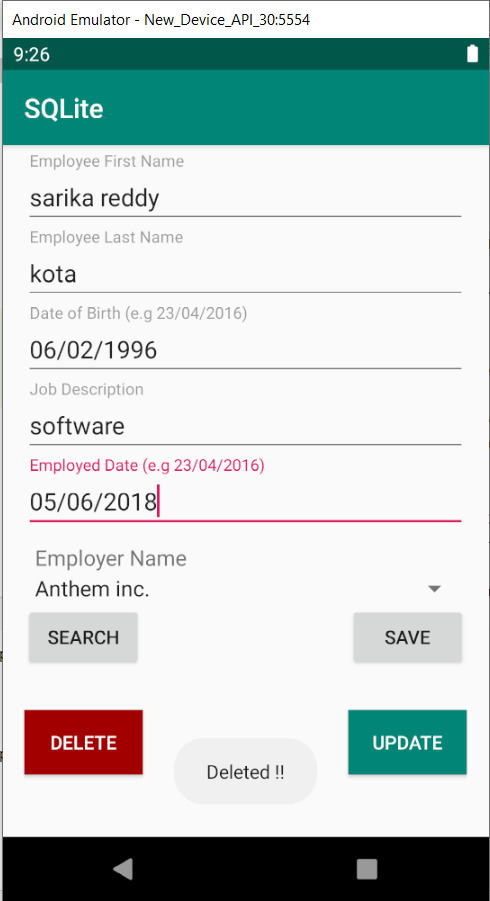 Android Emulator - New_Device_API_30:5554
9:26
SQLite
Employee First Name
sarika reddy
Employee Last Name
kota
Date of Birth (e.g 23/04/2016)
06/02/1996
Job Description
software
Employed Date (e.g 23/04/2016)
05/06/2018
Employer Name
Anthem inc.
SEARCH SAVE
DELETE UPDATE
Deleted !!